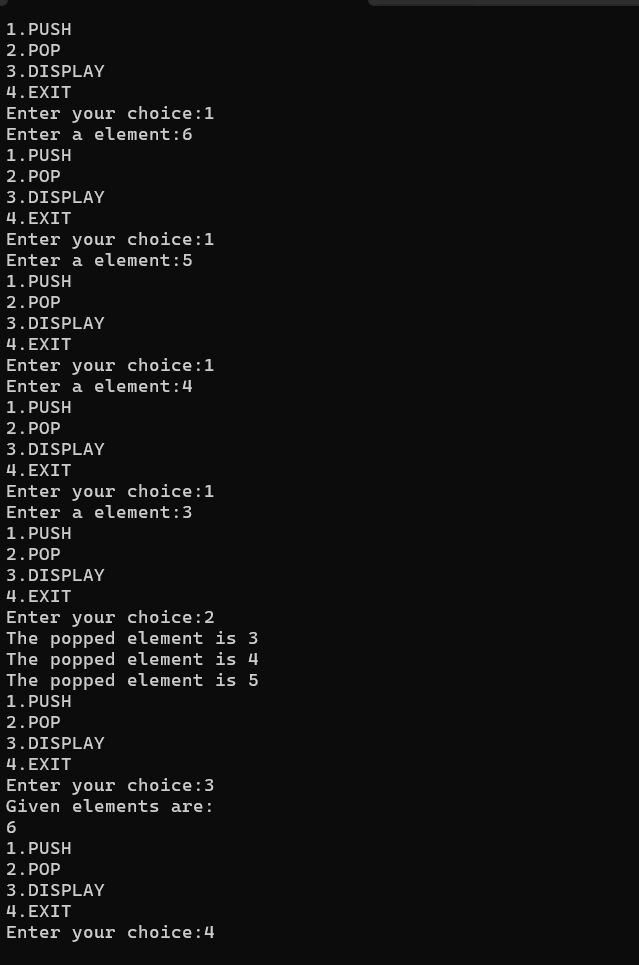 1.PUSH
2.POP
3.DISPLAY
4.EXIT
Enter your choice:1
Enter a element:6
1.PUSH
2.POP
3.DISPLAY
4.EXIT
Enter your choice:1
Enter a element:5
1.PUSH
2.POP
3.DISPLAY
4.EXIT
Enter your choice:1
Enter a element:4
1.PUSH
2.POP
3.DISPLAY
4.EXIT
Enter your choice:1
Enter a element:3
1.PUSH
2.POP
3.DISPLAY
4.EXIT
Enter your choice:2
The popped element is 3
The popped element is 4
The popped element is 5
1.PUSH
2.POP
3.DISPLAY
4.EXIT
Enter your choice:3
Given elements are:
6
1.PUSH
2.POP
3.DISPLAY
4.EXIT
Enter your choice:4